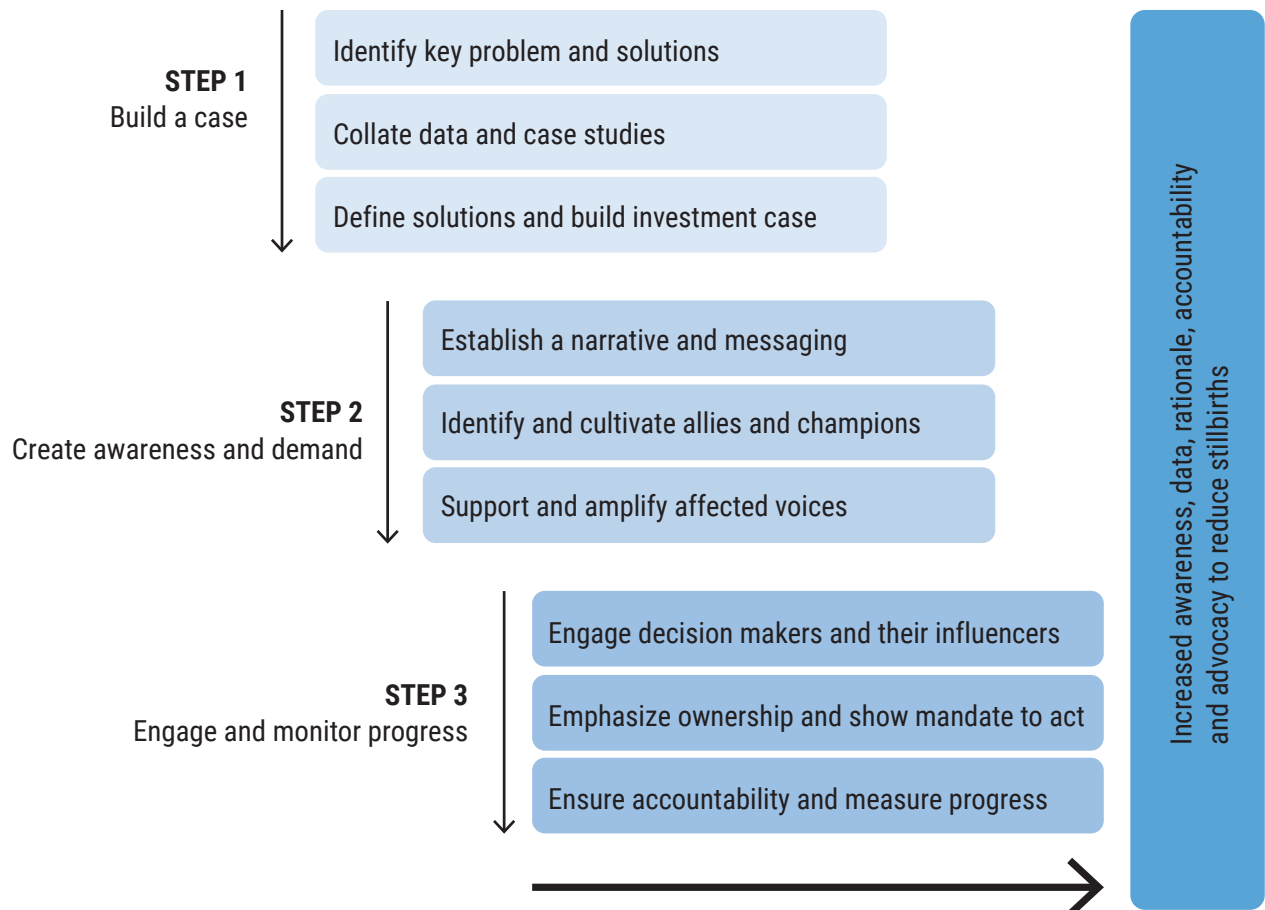 STEP 1
Build a case
Identify key problem and solutions
Collate data and case studies
Define solutions and build investment case
STEP 2
Create awareness and demand
Establish a narrative and messaging
Identify and cultivate allies and champions
Support and amplify affected voices
STEP 3
Engage and monitor progress
Engage decision makers and their influencers
Emphasize ownership and show mandate to act
Ensure accountability and measure progress
Increased awareness, data, rationale, accountability
and advocacy to reduce stillbirths